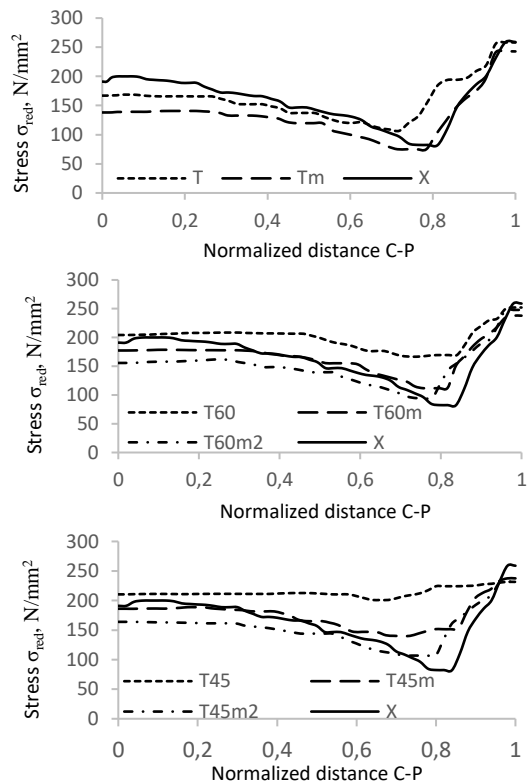 Stress σred, N/mm2
300
250
200
150
100
50
0
T Tm X
0 0,2 0,4 0,6 0,8 1
Normalized distance C-P
Stress σred, N/mm2
300
250
200
150
100
50
0
T60 T60m
T60m2 X
0 0,2 0,4 0,6 0,8 1
Normalized distance C-P
Stress σred, N/mm2
300
250
200
150
100
50
0
T45 T45m
T45m2 X
0 0,2 0,4 0,6 0,8 1
Normalized distance C-P